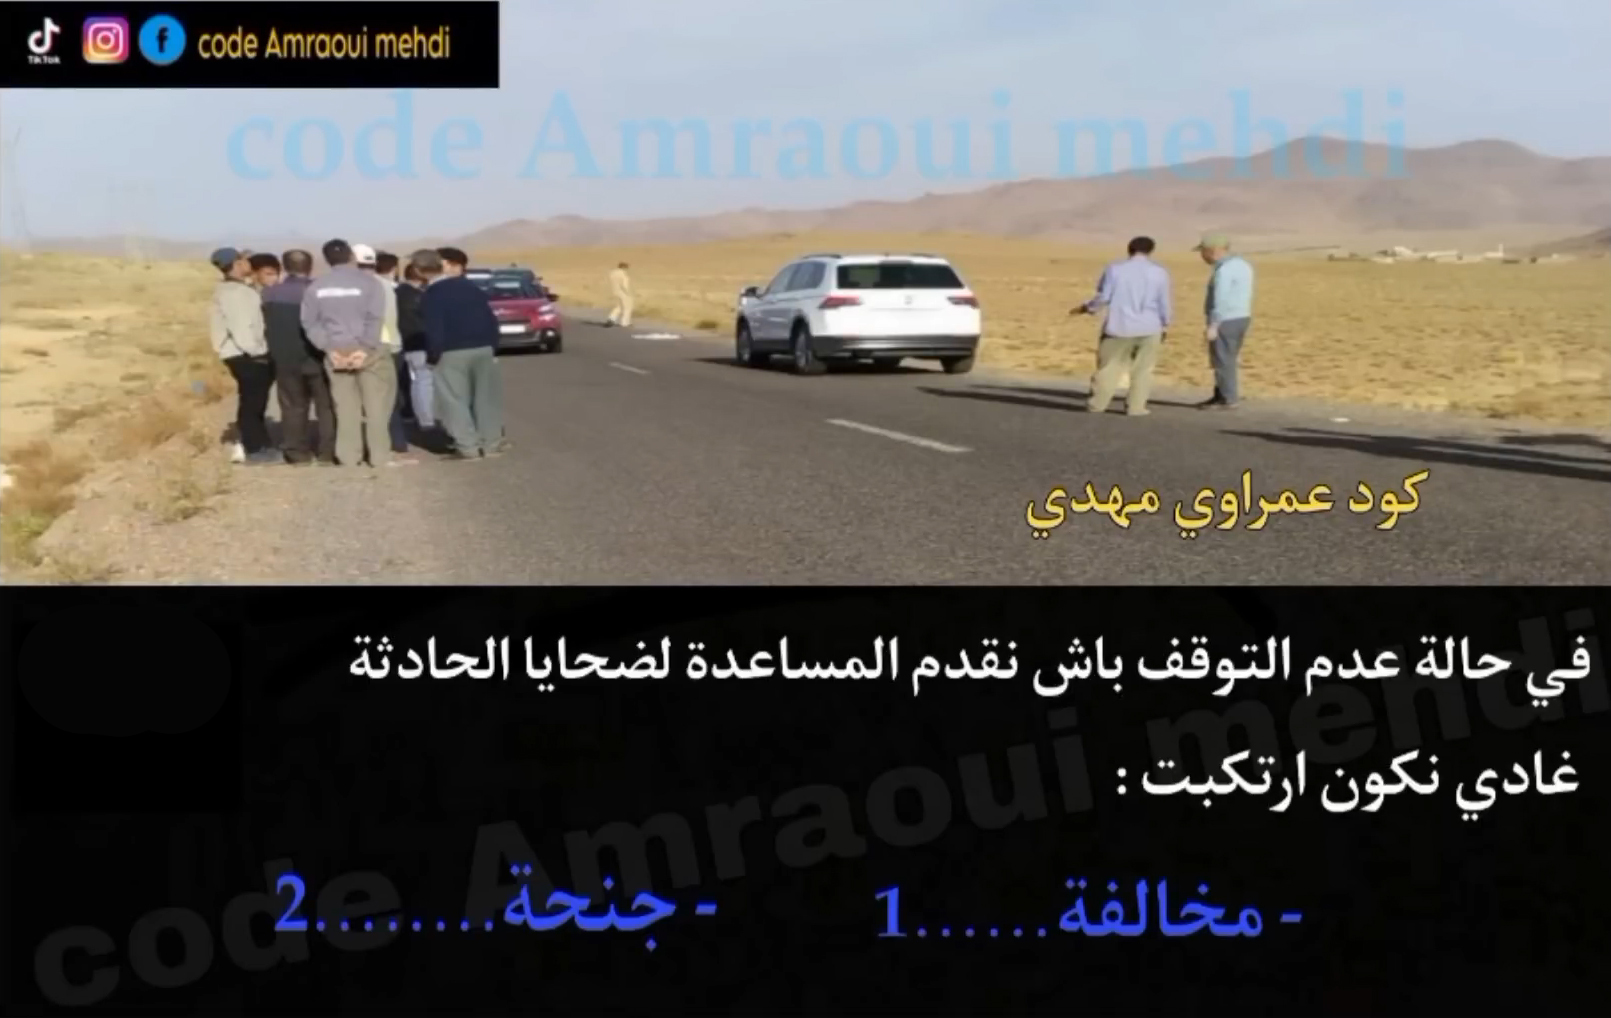 TikTok
code Amraoui mehdi
code Amraoui mehdi
كود عمراوي مهدي
في حالة عدم التوقف باش نقدم المساعدة لضحايا الحادثة
غادي نكون ارتكبت :
- مخالفة......1 - جنحة........2
code Amraoui mehdi